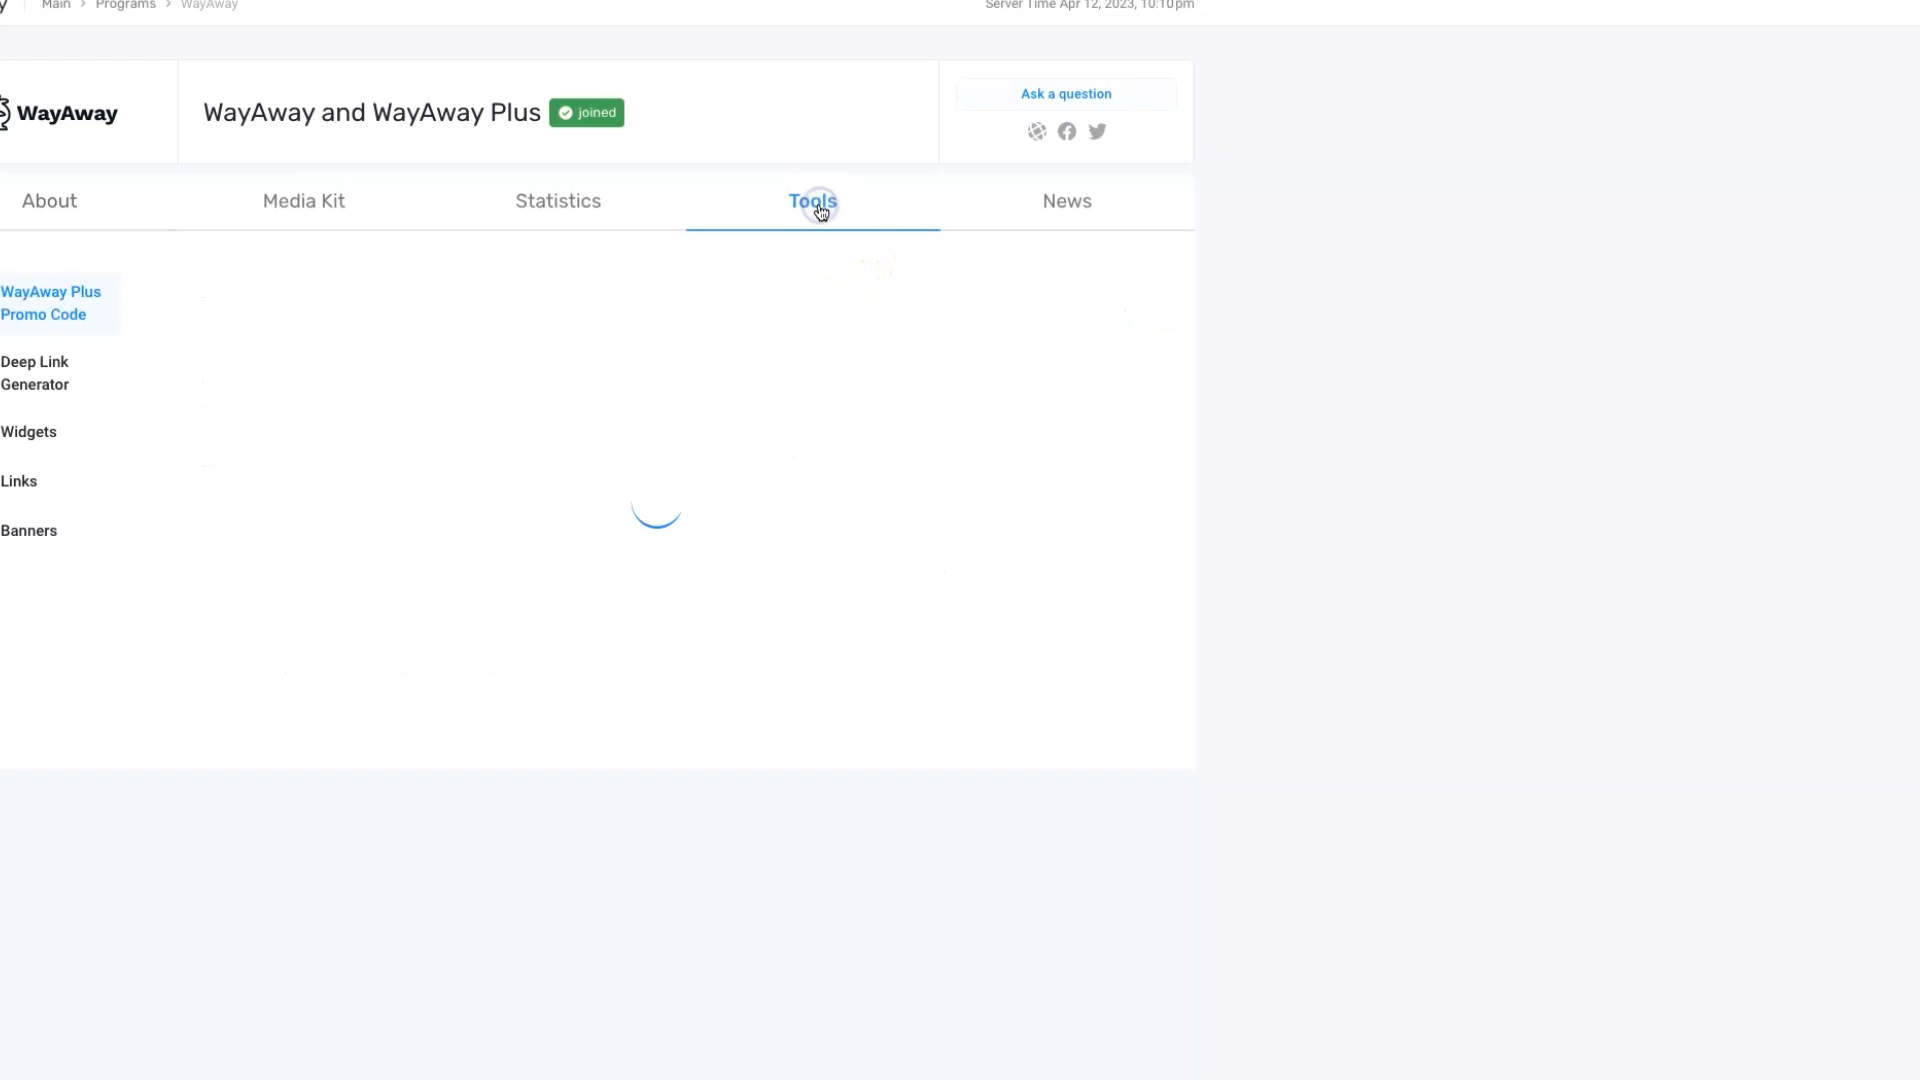 y Main > Programs > WayAway
Server Time Apr 12, 2023, 10:10pm
WayAway
WayAway and WayAway Plus joined
Ask a question
About Media Kit Statistics Tools News
WayAway Plus
Promo Code
Deep Link
Generator
Widgets
Links
Banners